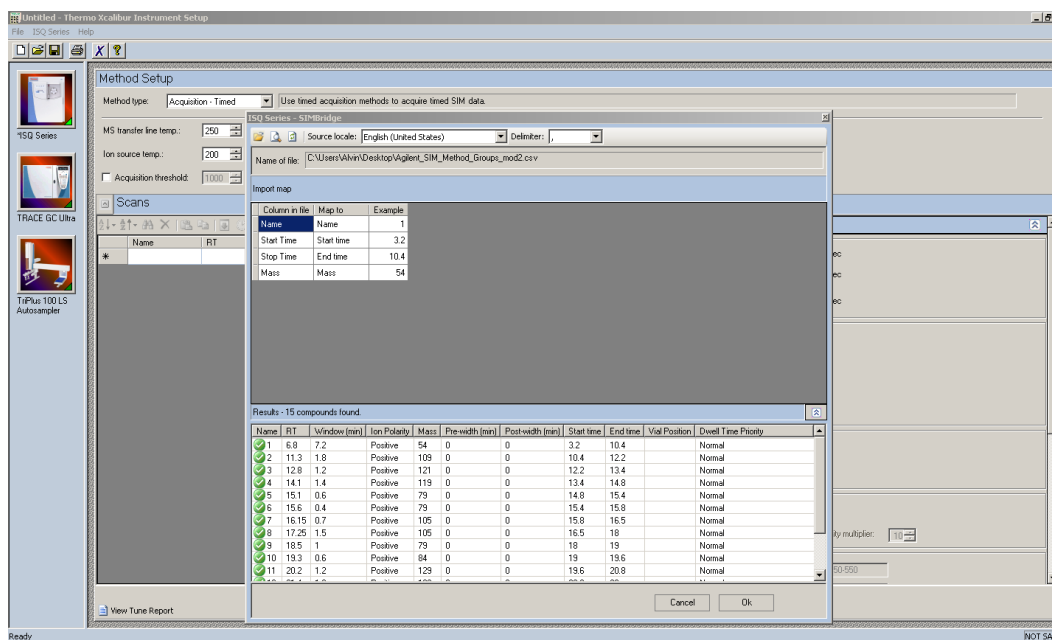 Untitled - Thermo Xcalibur Instrument Setup
File ISQ Series Help
Method Setup
Method type: Acquisition - Timed Use timed acquisition methods to acquire timed SIM data.
MS transfer line temp.: 250
Ion source temp.: 200
Acquisition threshold: 1000
Scans
Name RT
*ISQ Series
TRACE GC Ultra
TriPlus 100 LS
Autosampler
ISQ Series - SIMBridge
Source locale: English (United States) Delimiter: ,
Name of file: C:\Users\Alvin\Desktop\Agilent_SIM_Method_Groups_mod2.csv
Import map
Column in file Map to Example
Name Name 1
Start Time Start time 3.2
Stop Time End time 10.4
Mass Mass 54
Results - 15 compounds found.
Name RT Window (min) Ion Polarity Mass Pre-width (min) Post-width (min) Start time End time Vial Position Dwell Time Priority
1 6.8 7.2 Positive 54 0 0 3.2 10.4 Normal
2 11.3 1.8 Positive 109 0 0 10.4 12.2 Normal
3 12.8 1.2 Positive 121 0 0 12.2 13.4 Normal
4 14.1 1.4 Positive 119 0 0 13.4 14.8 Normal
5 15.1 0.6 Positive 79 0 0 14.8 15.4 Normal
6 15.6 0.4 Positive 79 0 0 15.4 15.8 Normal
7 16.15 0.7 Positive 105 0 0 15.8 16.5 Normal
8 17.25 1.5 Positive 105 0 0 16.5 18 Normal
9 18.5 1 Positive 79 0 0 18 19 Normal
10 19.3 0.6 Positive 84 0 0 19 19.6 Normal
11 20.2 1.2 Positive 129 0 0 19.6 20.8 Normal
Cancel Ok
ec
ec
ec
ity multiplier: 10
50-550
View Tune Report
Ready NOT SA